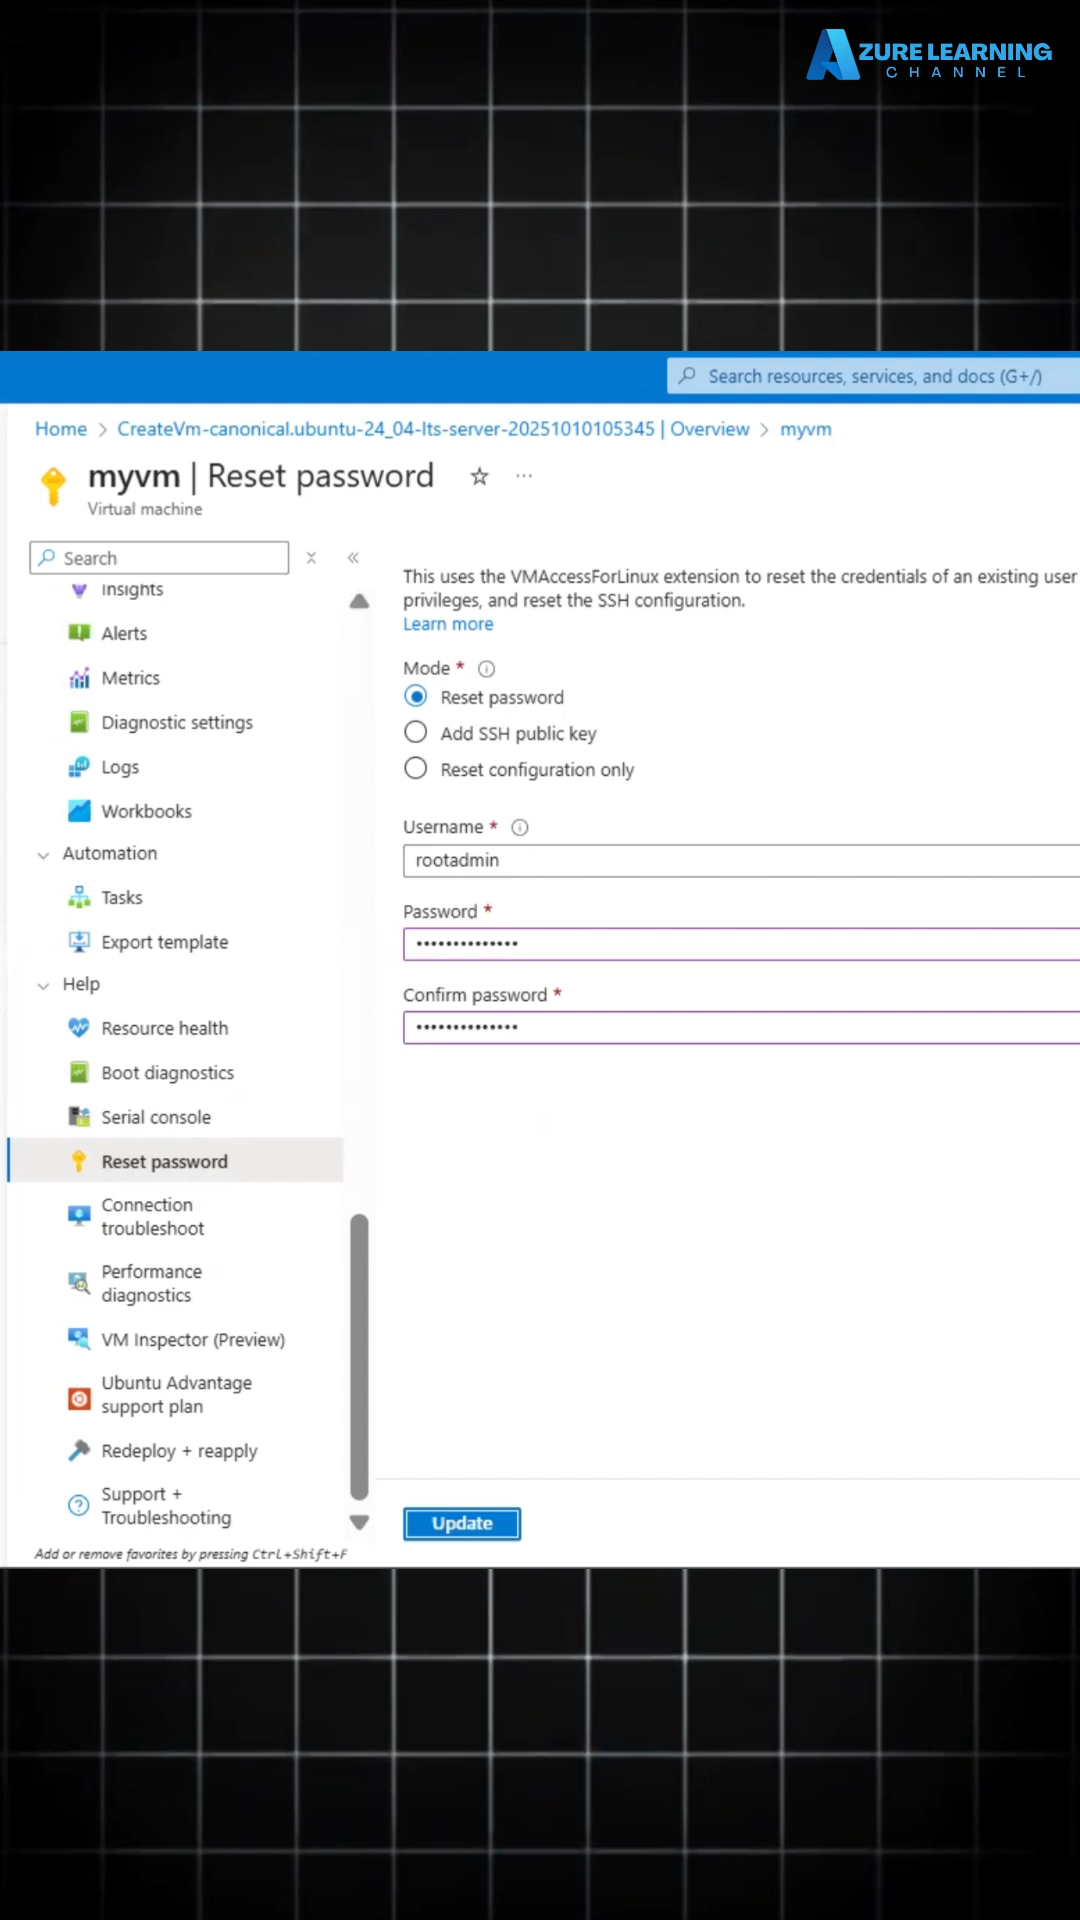 AZURE LEARNING
CHANNEL
Search resources, services, and docs (G+/)
Home > CreateVm-canonical.ubuntu-24_04-lts-server-20251010105345 | Overview > myvm
myvm | Reset password
Virtual machine
Search
Insights
Alerts
Metrics
Diagnostic settings
Logs
Workbooks
Automation
Tasks
Export template
Help
Resource health
Boot diagnostics
Serial console
Reset password
Connection
troubleshoot
Performance
diagnostics
VM Inspector (Preview)
Ubuntu Advantage
support plan
Redeploy + reapply
Support +
Troubleshooting
Add or remove favorites by pressing Ctrl+Shift+F
This uses the VMAccessForLinux extension to reset the credentials of an existing user
privileges, and reset the SSH configuration.
Learn more
Mode *
Reset password
Add SSH public key
Reset configuration only
Username *
rootadmin
Password *
••••••••••••••
Confirm password *
••••••••••••••
Update